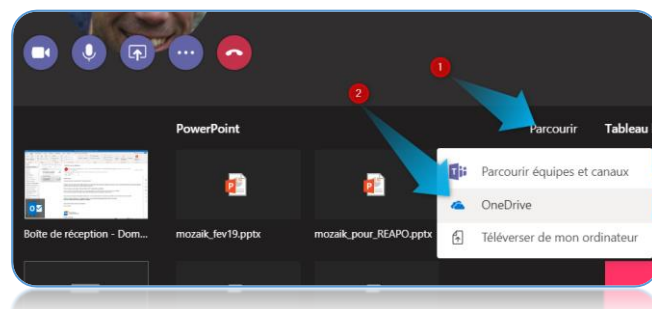 1
2
PowerPoint
Parcourir
Tableau
Parcourir équipes et canaux
OneDrive
Téléverser de mon ordinateur
Boîte de réception - Dom...
mozaik_fev19.pptx
mozaik_pour_REAPO.pptx